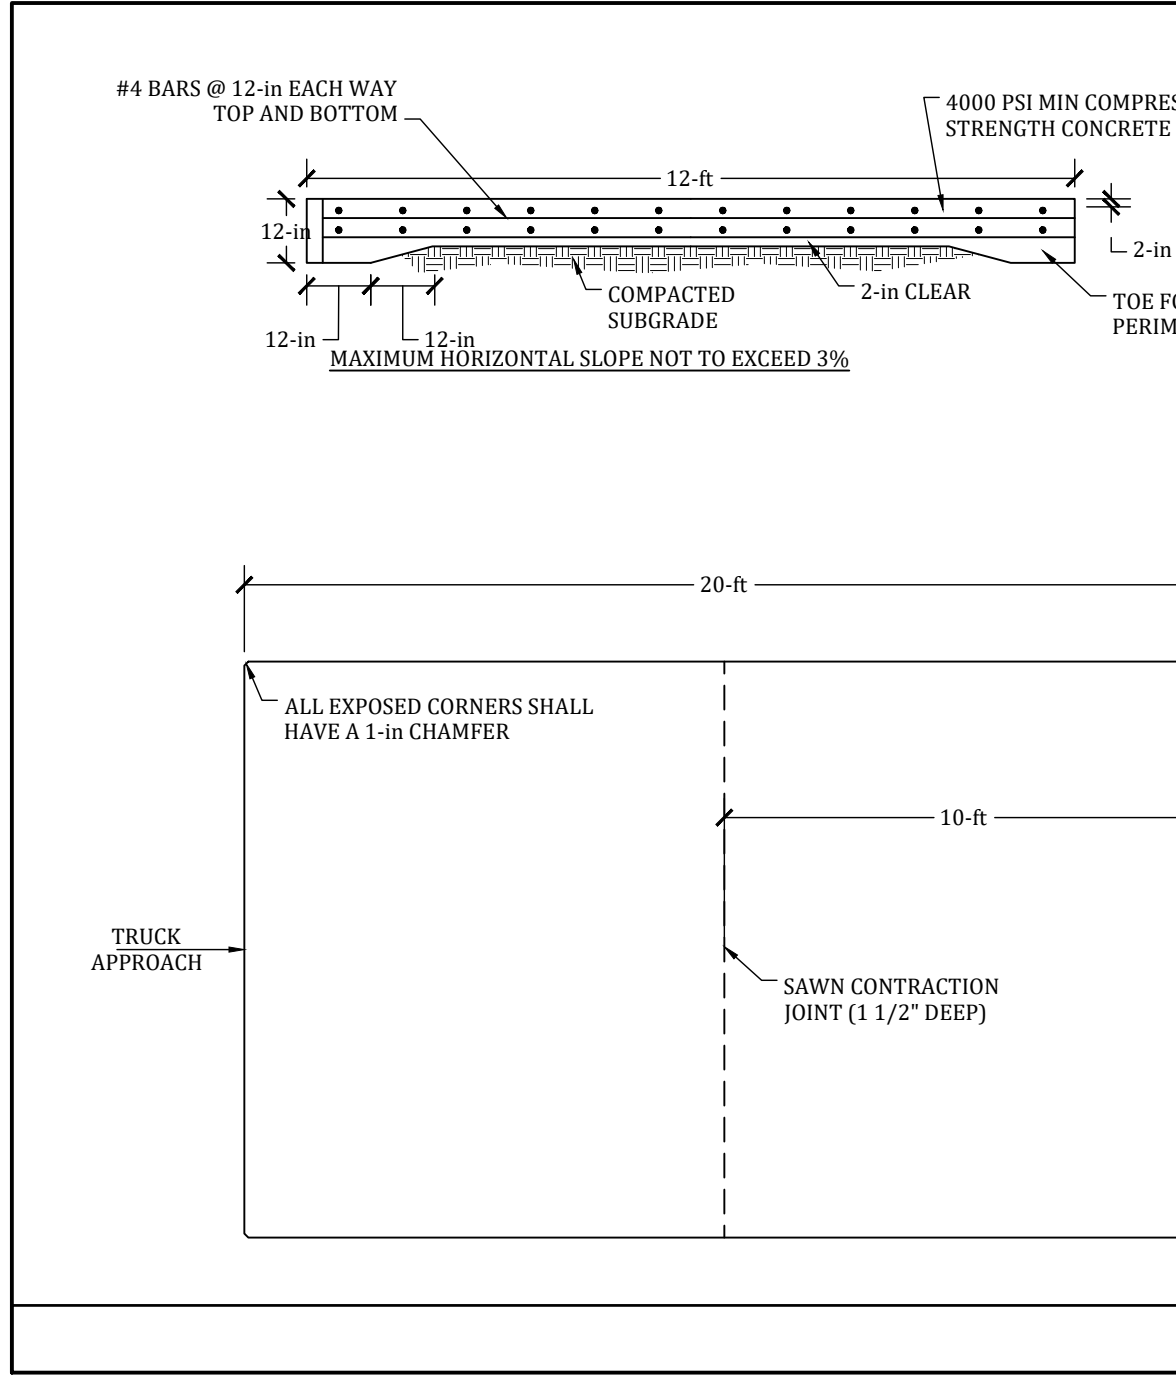 #4 BARS @ 12-in EACH WAY
TOP AND BOTTOM
4000 PSI MIN
STRENGTH CONCRETE
12-ft
12-in
2-in
COMPACTED
SUBGRADE
2-in CLEAR
TOE
12-in
12-in
MAXIMUM HORIZONTAL SLOPE NOT TO EXCEED 3%
20-ft
ALL EXPOSED CORNERS SHALL
HAVE A 1-in CHAMFER
10-ft
TRUCK
APPROACH
SAWN CONTRACTION
JOINT (1 1/2" DEEP)